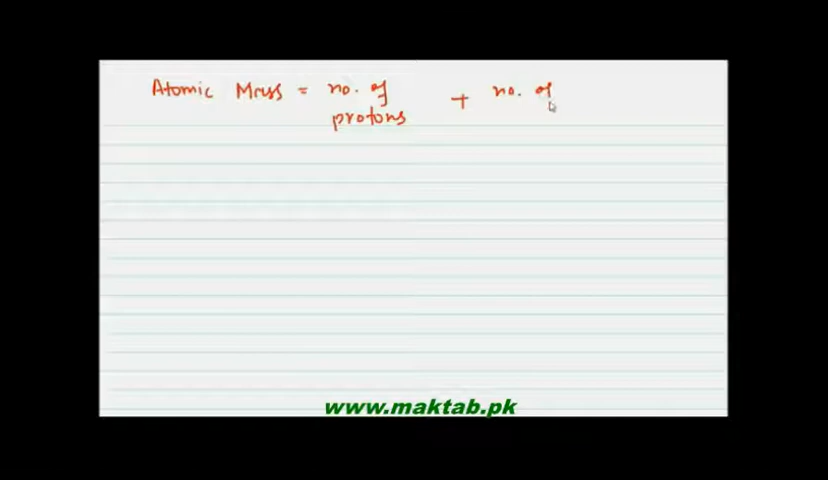 Atomic Mass = no. of + no. of
protons
www.maktab.pk